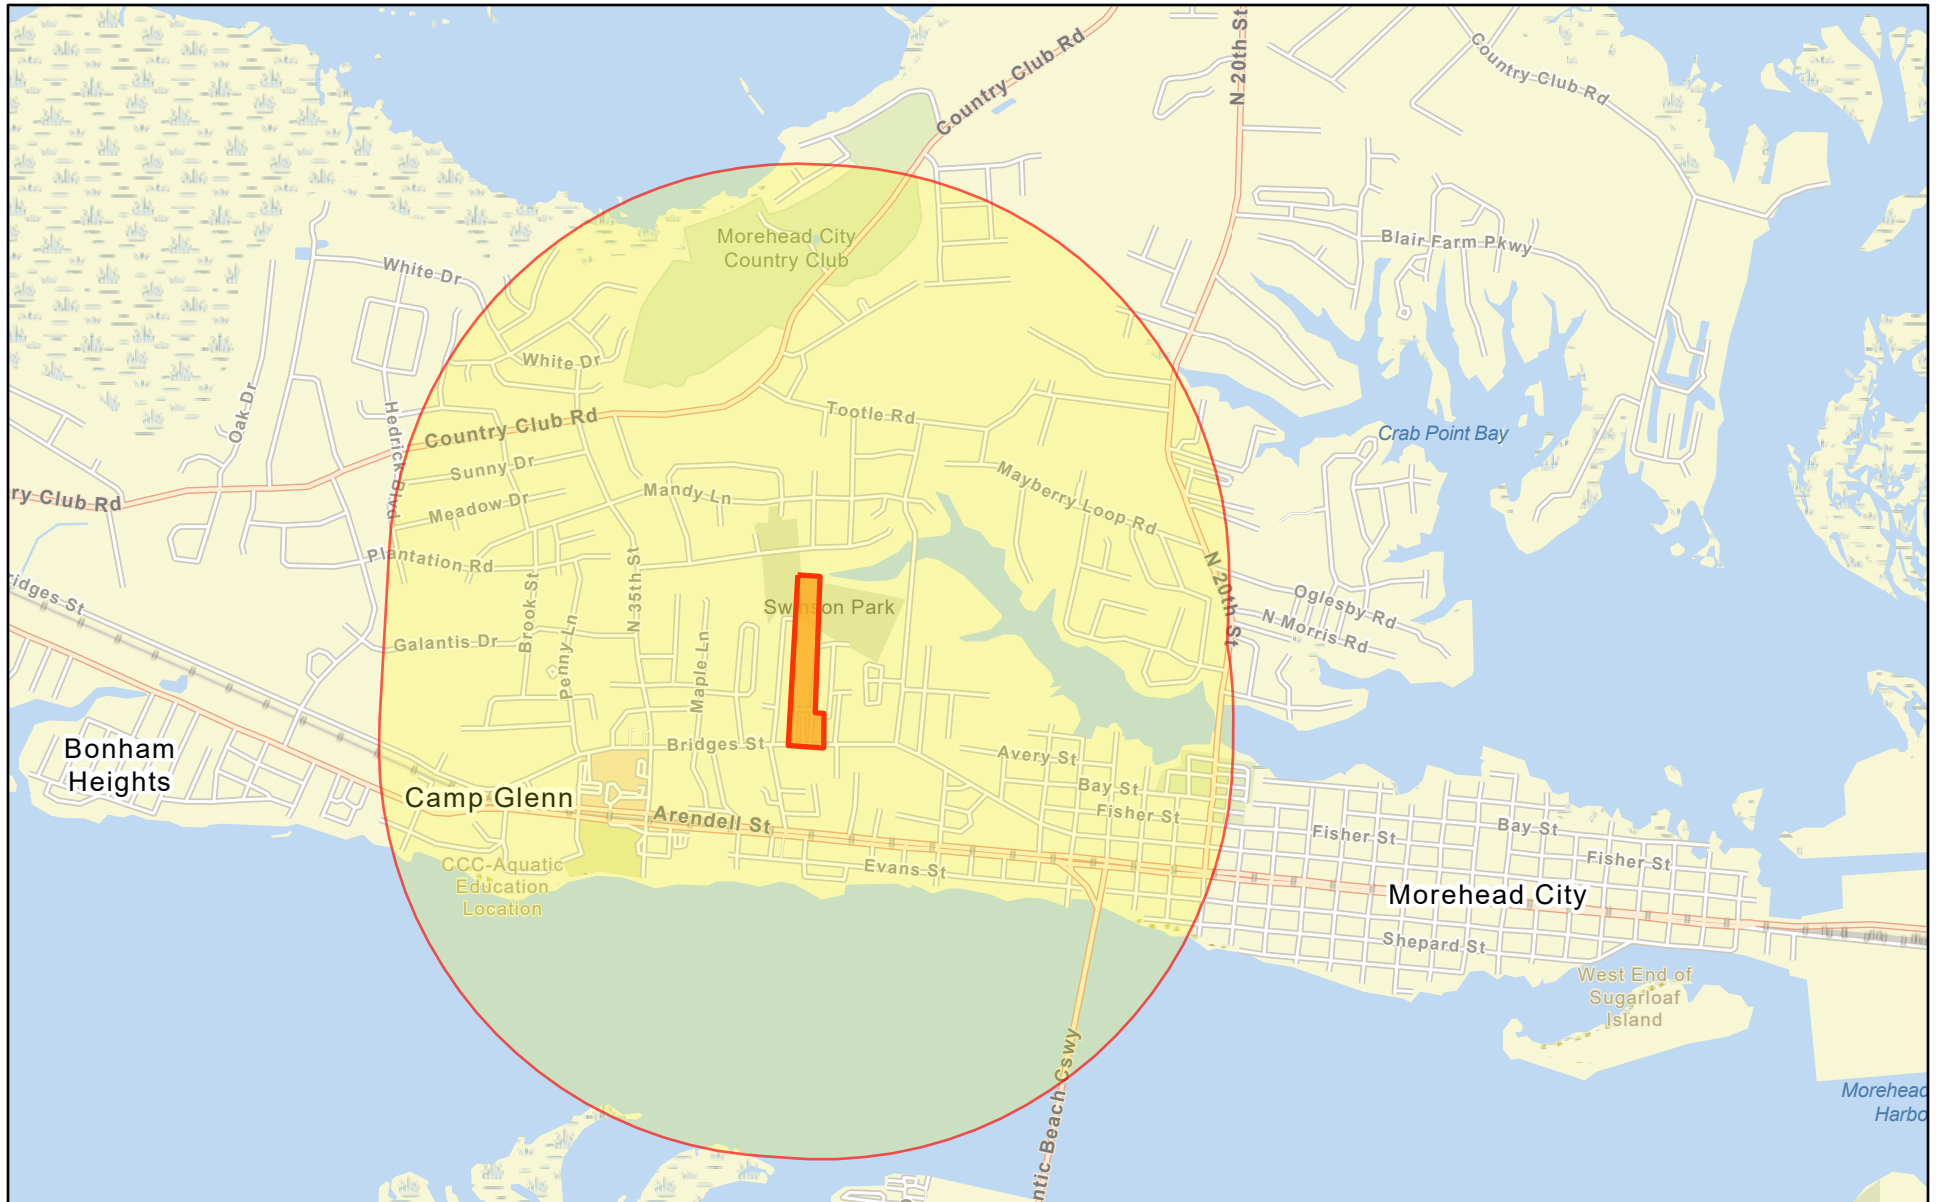 Country Club Rd
N 20th St
Country Club Rd
Morehead City
Country Club
Blair Farm Pkwy
White Dr
White Dr
Oak Dr
Hedrick Blvd
Country Club Rd
Tootle Rd
Crab Point Bay
Sunny Dr
Mandy Ln
Mayberry Loop Rd
ry Club Rd
Meadow Dr
Plantation Rd
N 35th St
Brook St
ridges St
Swinson Park
N 20th St
Oglesby Rd
N Morris Rd
Galantis Dr
Penny Ln
Maple Ln
Bonham
Heights
Bridges St
Avery St
Bay St
Camp Glenn
Arendell St
Fisher St
Fisher St
Bay St
Fisher St
CCC-Aquatic
Education
Location
Evans St
Morehead City
Shepard St
West End of
Sugarloaf
Island
ntic Beach Cswy
Morehead
Harbo